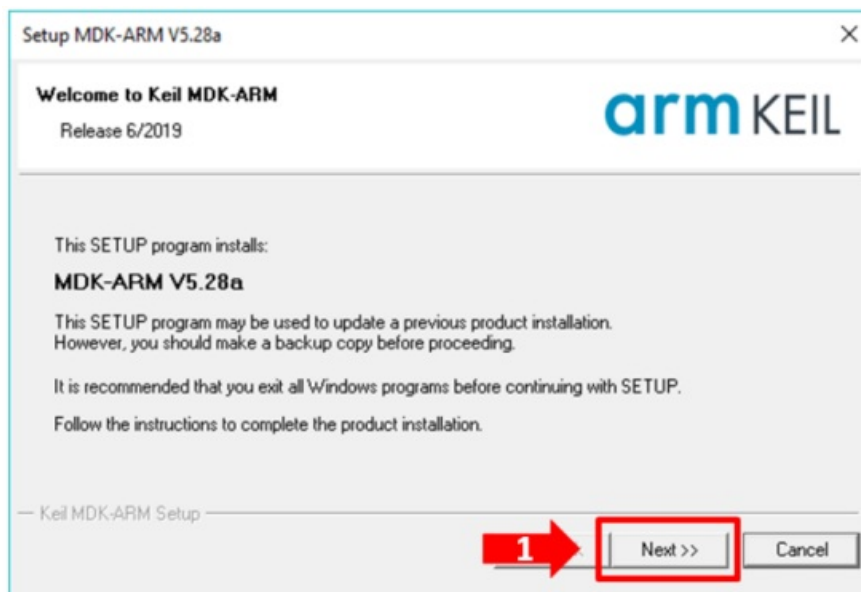 Setup MDK-ARM V5.28a
Welcome to Keil MDK-ARM
Release 6/2019
arm KEIL
This SETUP program installs:
MDK-ARM V5.28a
This SETUP program may be used to update a previous product installation.
However, you should make a backup copy before proceeding.
It is recommended that you exit all Windows programs before continuing with SETUP.
Follow the instructions to complete the product installation.
Keil MDK-ARM Setup
1 Next >> Cancel